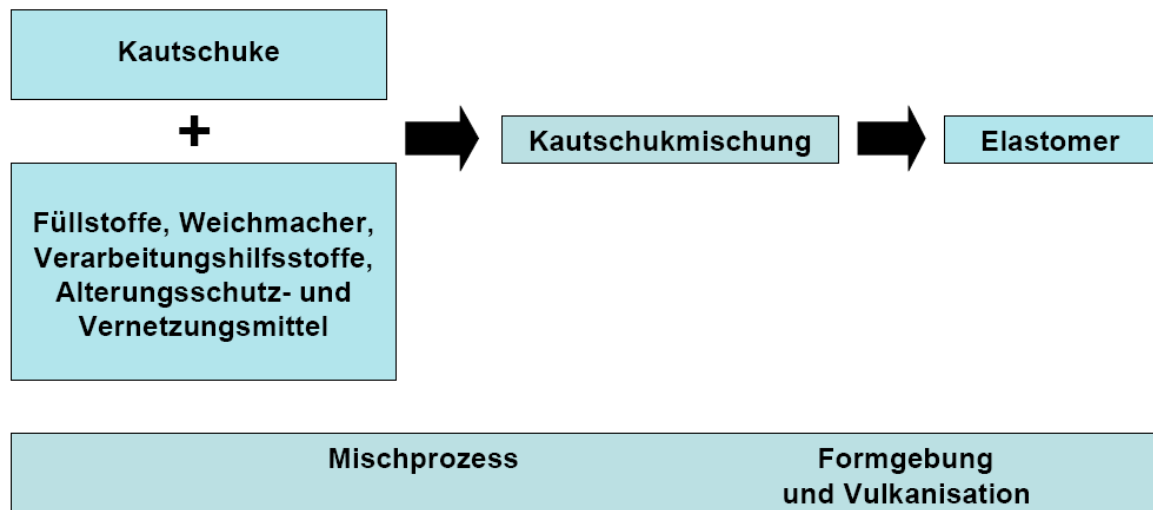 Kautschuke
+
Füllstoffe, Weichmacher,
Verarbeitungshilfsstoffe,
Alterungsschutz- und
Vernetzungsmittel
Kautschukmischung
Elastomer
Mischprozess
Formgebung
und Vulkanisation